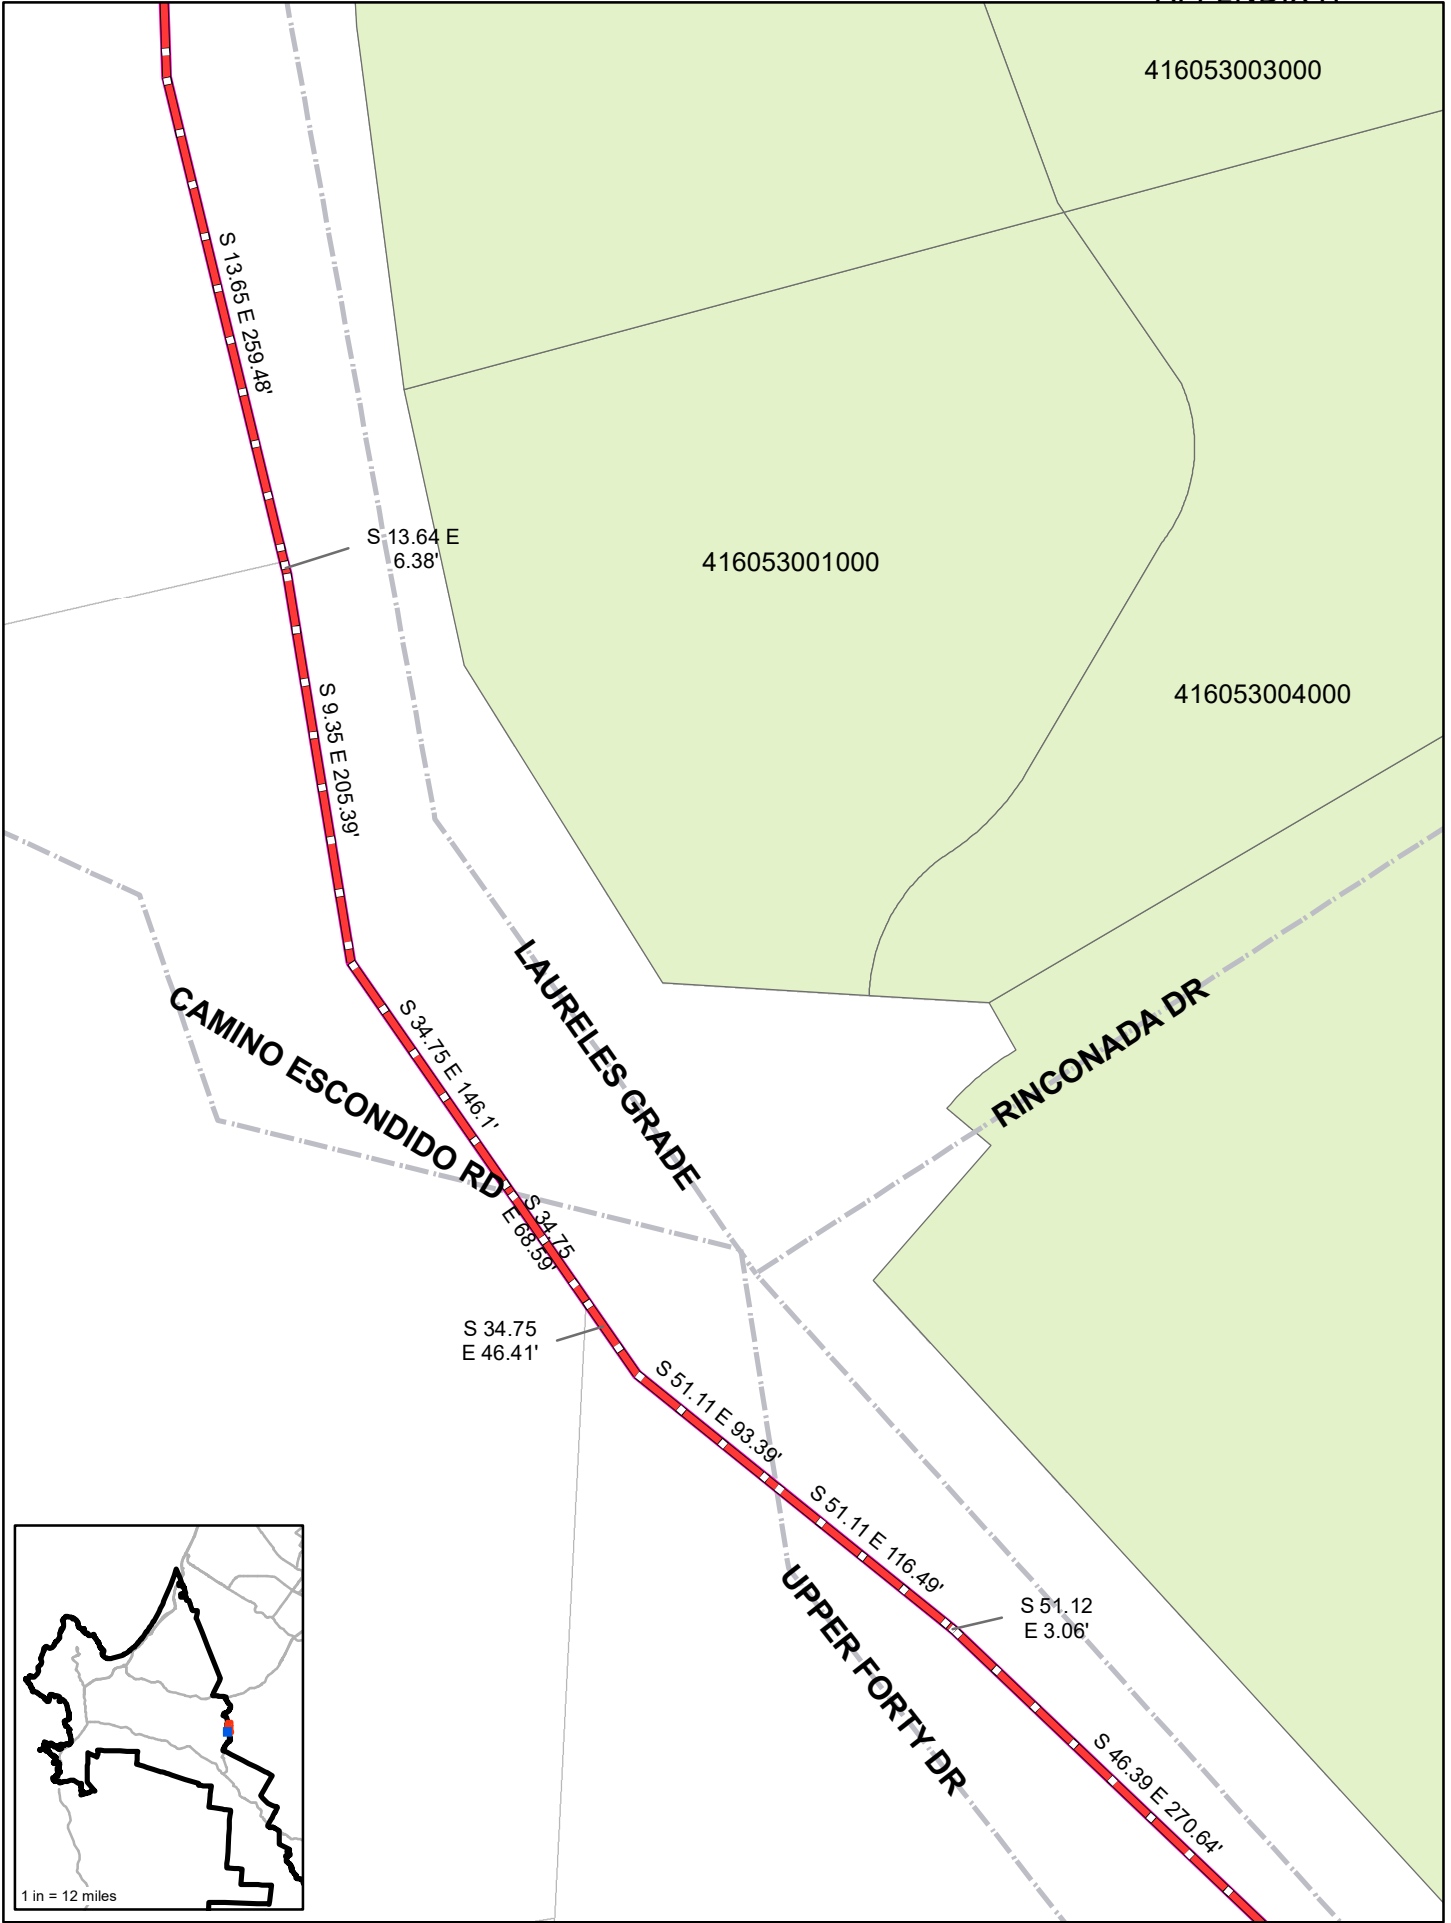 416053003000
S 13.65 E 259.48'
S 13.64 E
6.38'
416053001000
416053004000
S 9.35 E 205.39'
LAURELES GRADE
CAMINO ESCONDIDO RD
RINCONADA DR
S 34.75 E 146.1'
S 34.75
E 68.59'
S 34.75
E 46.41'
S 51.11 E 93.39'
S 51.11 E 116.49'
UPPER FORTY DR
S 51.12
E 3.06'
S 46.39 E 270.64'
1 in = 12 miles